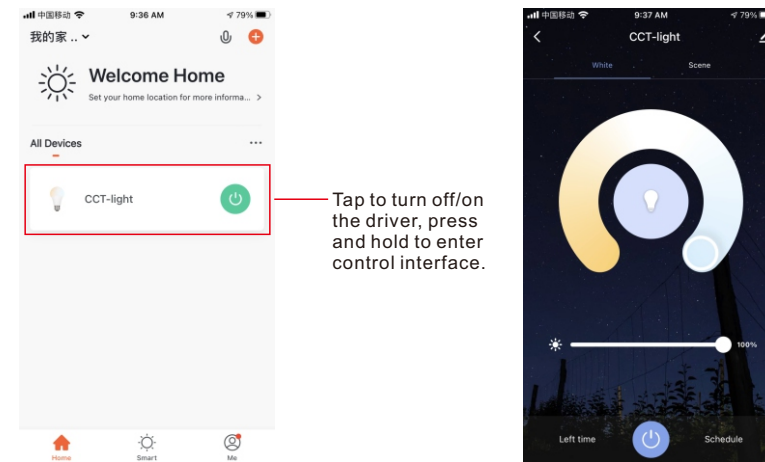 中国移动 9:36 AM 79%
我的家 ..
Welcome Home
Set your home location for more informa... >
All Devices ...
CCT-light
Home Smart Me
Tap to turn off/on
the driver, press
and hold to enter
control interface.
中国移动 9:37 AM 79%
CCT-light
White Scene
100%
Left time Schedule